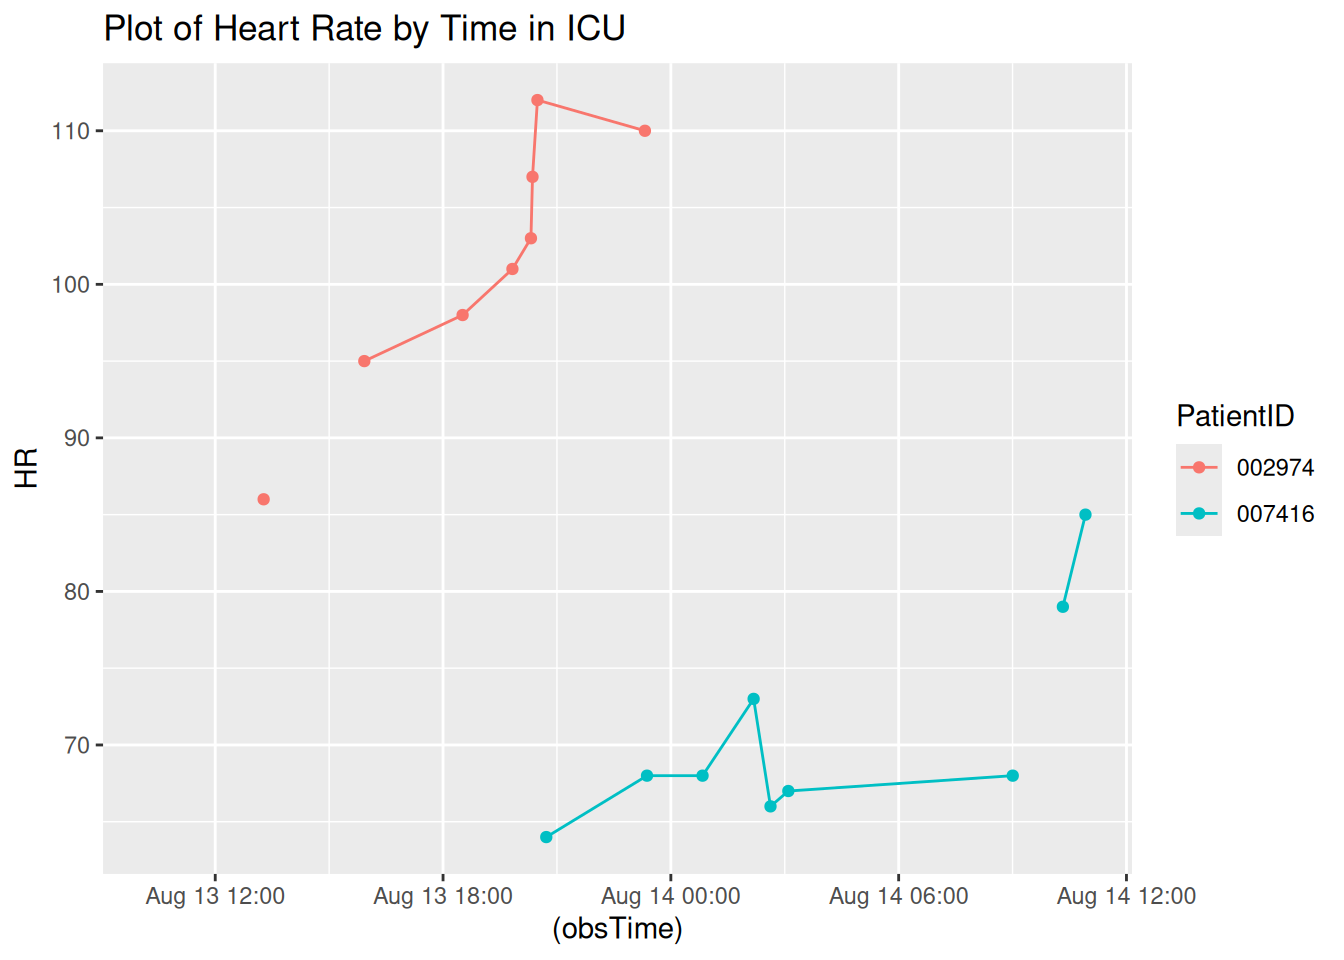 Plot of Heart Rate by Time in ICU
110
100
90
80
70
HR
Aug 13 12:00 Aug 13 18:00 Aug 14 00:00 Aug 14 06:00 Aug 14 12:00
(obsTime)
PatientID
002974
007416